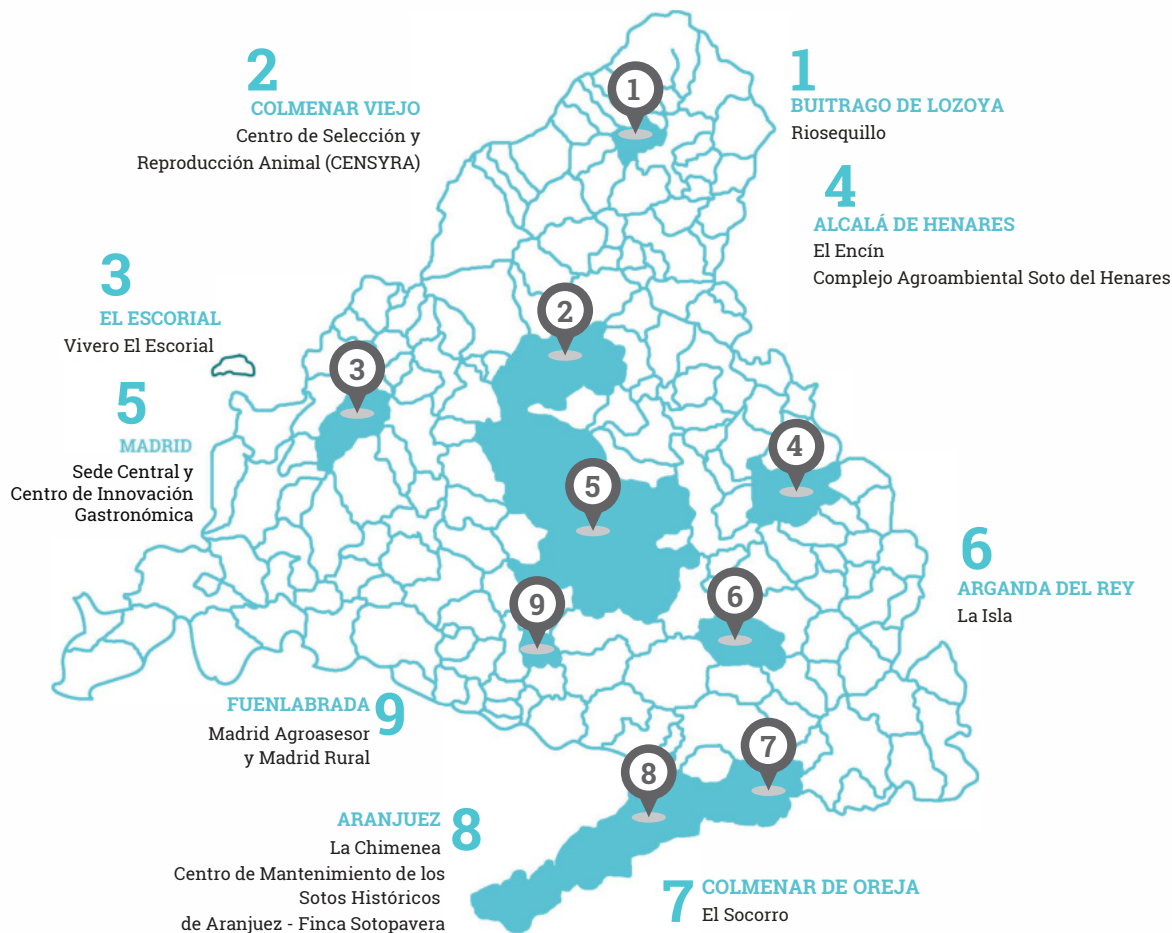 1
BUITRAGO DE LOZOYA
Riosequillo
2
COLMENAR VIEJO
Centro de Selección y
Reproducción Animal (CENSYRA)
3
EL ESCORIAL
Vivero El Escorial
4
ALCALÁ DE HENARES
El Encín
Complejo Agroambiental Soto del Henares
5
MADRID
Sede Central y
Centro de Innovación
Gastronómica
6
ARGANDA DEL REY
La Isla
7
COLMENAR DE OREJA
El Socorro
8
ARANJUEZ
La Chimenea
Centro de Mantenimiento de los
Sotos Históricos
de Aranjuez - Finca Sotopavera
9
FUENLABRADA
Madrid Agroasesor
y Madrid Rural
1
2
3
4
5
9
6
7
8